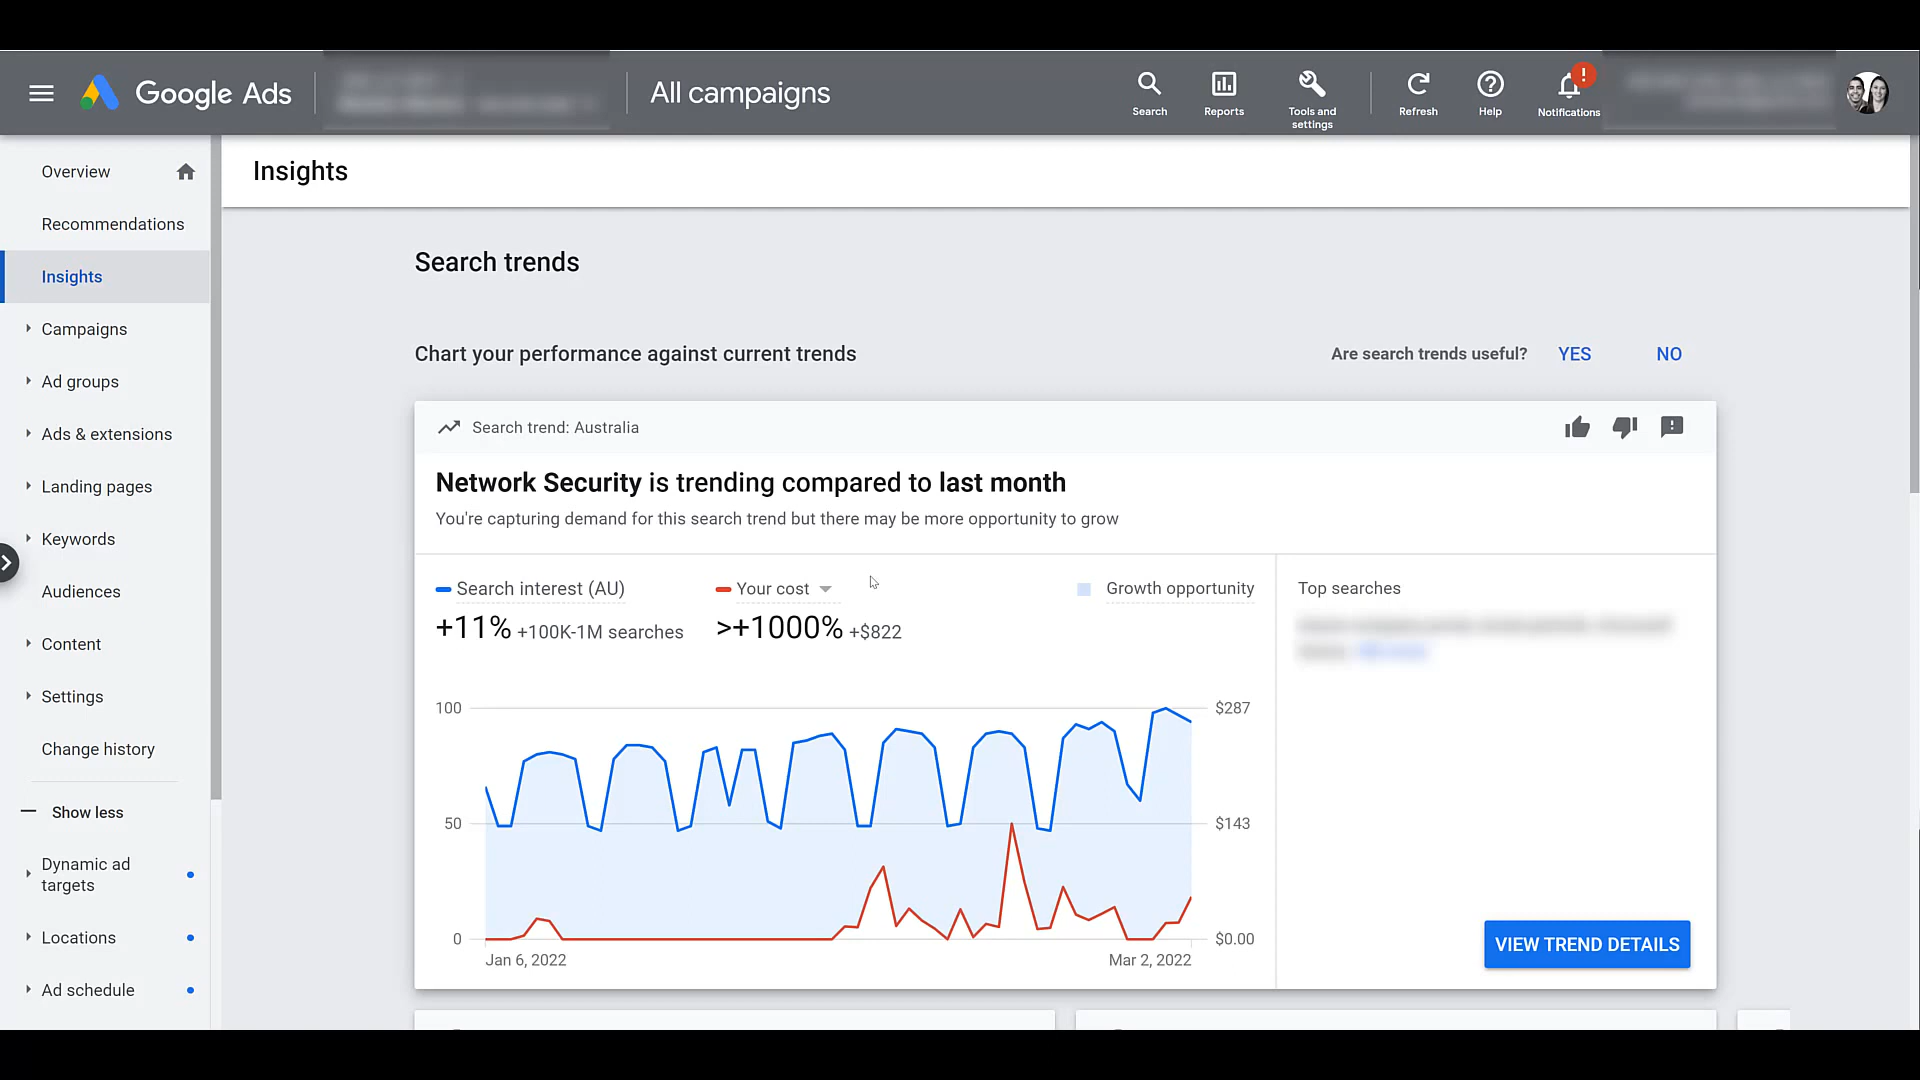 Google Ads
All campaigns
Search
Reports
Tools and
settings
Refresh
Help
!
Notifications
Overview
Recommendations
Insights
Campaigns
Ad groups
Ads & extensions
Landing pages
Keywords
Audiences
Content
Settings
Change history
Show less
Dynamic ad
targets
Locations
Ad schedule
Insights
Search trends
Chart your performance against current trends
Are search trends useful? YES NO
Search trend: Australia
Network Security is trending compared to last month
You're capturing demand for this search trend but there may be more opportunity to grow
Search interest (AU)
+11% +100K-1M searches
Your cost
>+1000% +$822
Growth opportunity
100
50
0
$287
$143
$0.00
Jan 6, 2022
Mar 2, 2022
Top searches
VIEW TREND DETAILS